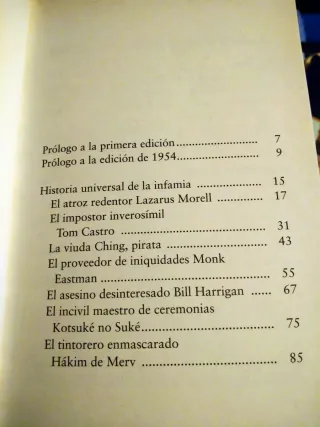 Prólogo a la primera edición........................... 7
Prólogo a la edición de 1954........................... 9
Historia universal de la infamia .................... 15
El atroz redentor Lazarus Morell ............... 17
El impostor inverosímil
Tom Castro ........................................ 31
La viuda Ching, pirata ............................. 43
El proveedor de iniquidades Monk
Eastman ............................................. 55
El asesino desinteresado Bill Harrigan ...... 67
El incivil maestro de ceremonias
Kotsuké no Suké.................................. 75
El tintorero enmascarado
Hákim de Merv .................................. 85